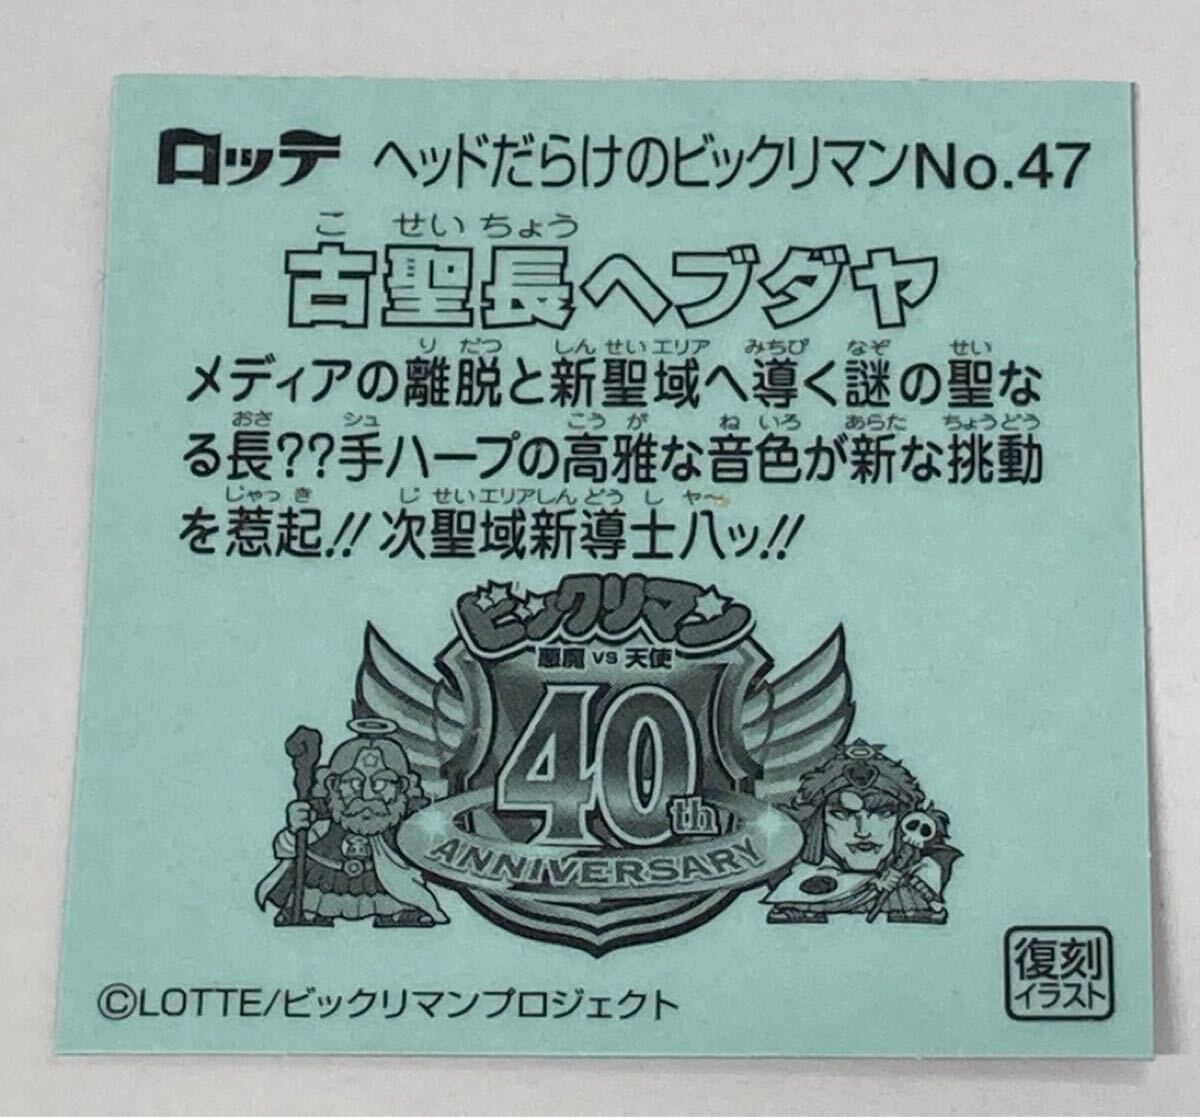 ロッテ ヘッドだらけのビックリマンNo.47
こ せいちょう
古聖長ヘブダヤ
り だつ しん せい エリア みちび なぞ せい
メディアの離脱と新聖域へ導く謎の聖な
おさ シュ こう が ね いろ あらた ちょうどう
る長??手ハープの高雅な音色が新な挑動
じゃっ き じ せいエリアしんどう し ヤ〜
を惹起!! 次聖域新導士八ッ!!
ビックリマン
悪魔 VS 天使
40th
ANNIVERSARY
復刻
イラスト
©LOTTE/ビックリマンプロジェクト